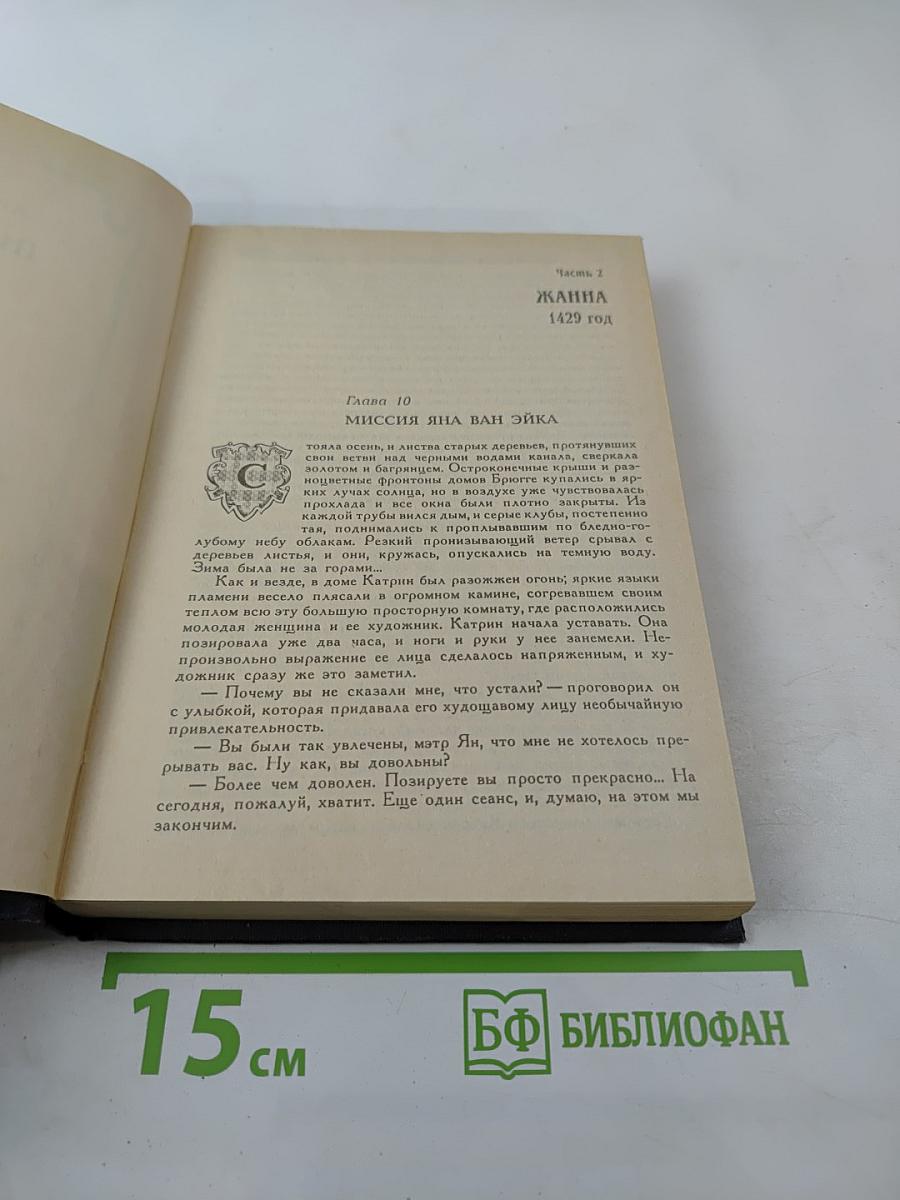 Часть 2
ЖАННА
1429 год
Глава 10
МИССИЯ ЯНА ВАН ЭЙКА
Стояла осень, и листва старых деревьев, протянувших
свои ветви над черными водами канала, сверкала
золотом и багрянцем. Остроконечные крыши и раз-
ноцветные фронтоны домов Брюгге купались в яр-
ких лучах солнца, но в воздухе уже чувствовалась
прохлада и все окна были плотно закрыты. Из
каждой трубы вился дым, и серые клубы, постепенно
тая, поднимались к проплывавшим по бледно-го-
лубому небу облакам. Резкий пронизывающий ветер срывал с
деревьев листья, и они, кружась, опускались на темную воду.
Зима была не за горами...
Как и везде, в доме Катрин был разожжен огонь; яркие языки
пламени весело плясали в огромном камине, согревавшем своим
теплом всю эту большую просторную комнату, где расположились
молодая женщина и ее художник. Катрин начала уставать. Она
позировала уже два часа, и ноги и руки у нее занемели. Не-
произвольно выражение ее лица сделалось напряженным, и ху-
дожник сразу же это заметил.
— Почему вы не сказали мне, что устали? — проговорил он
с улыбкой, которая придавала его худощавому лицу необычайную
привлекательность.
— Вы были так увлечены, мэтр Ян, что мне не хотелось пре-
рывать вас. Ну как, вы довольны?
— Более чем доволен. Позируете вы просто прекрасно... На
сегодня, пожалуй, хватит. Еще один сеанс, и, думаю, на этом мы
закончим.
15 см
БФ БИБЛИОФАН